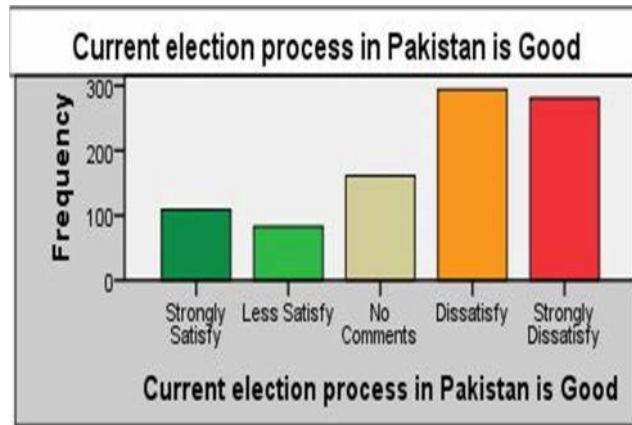 Current election process in Pakistan is Good
Frequency
300
200
100
0
Strongly
Satisfy
Less Satisfy
No
Comments
Dissatisfy
Strongly
Dissatisfy
Current election process in Pakistan is Good